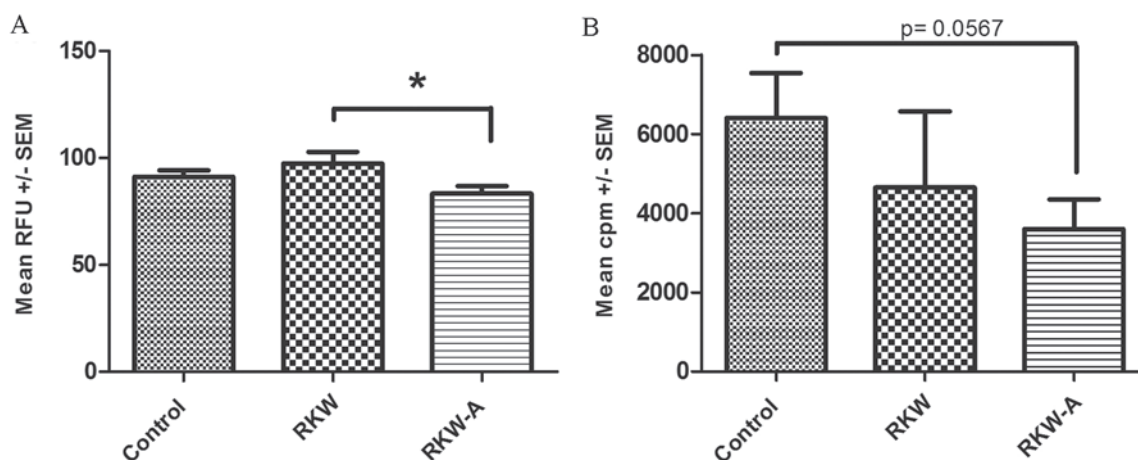 A
Mean RFU +/- SEM
150
100
50
0
*
Control
RKW
RKW-A
B
p= 0.0567
Mean cpm +/- SEM
8000
6000
4000
2000
0
Control
RKW
RKW-A